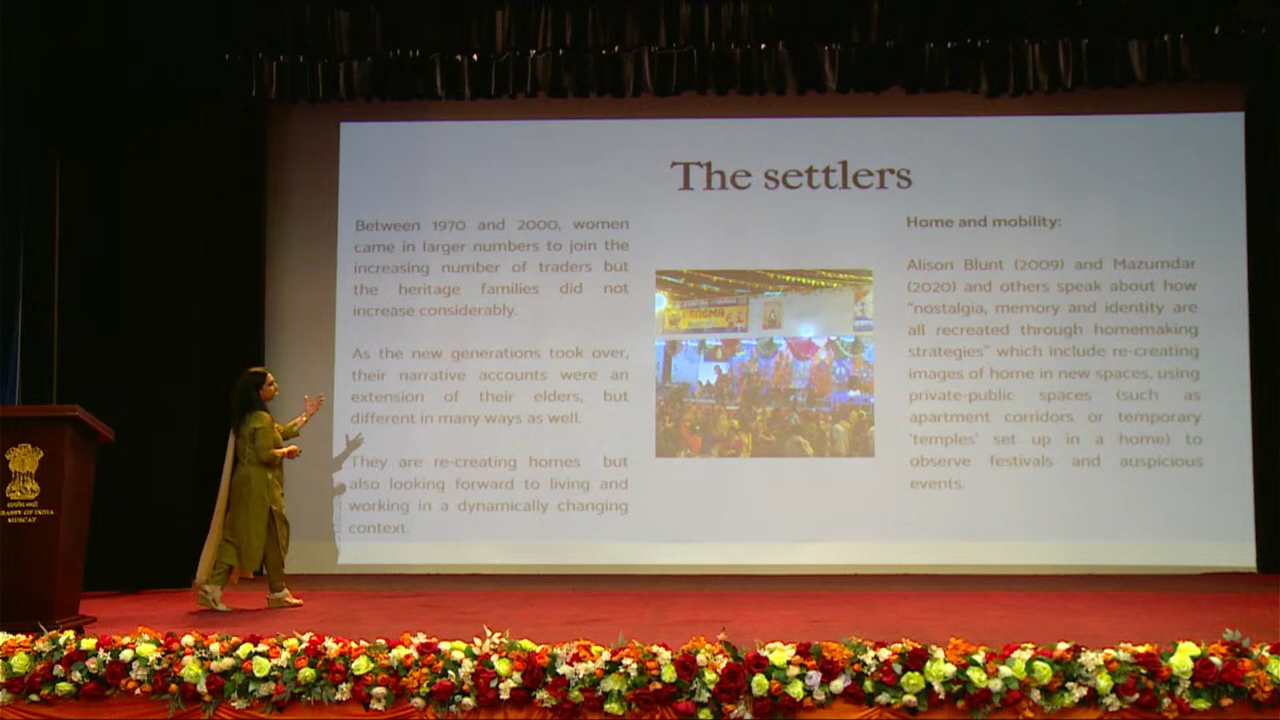 The settlers
Between 1970 and 2000, women
came in larger numbers to join the
increasing number of traders but
the heritage families did not
increase considerably.
As the new generations took over,
their narrative accounts were an
extension of their elders, but
different in many ways as well.
They are re-creating homes but
also looking forward to living and
working in a dynamically changing
context.
Home and mobility:
Alison Blunt (2009) and Mazumdar
(2020) and others speak about how
“nostalgia, memory and identity are
all recreated through homemaking
strategies” which include re-creating
images of home in new spaces, using
private-public spaces (such as
apartment corridors or temporary
‘temples’ set up in a home) to
observe festivals and auspicious
events.
OF INDIA
MUSCAT